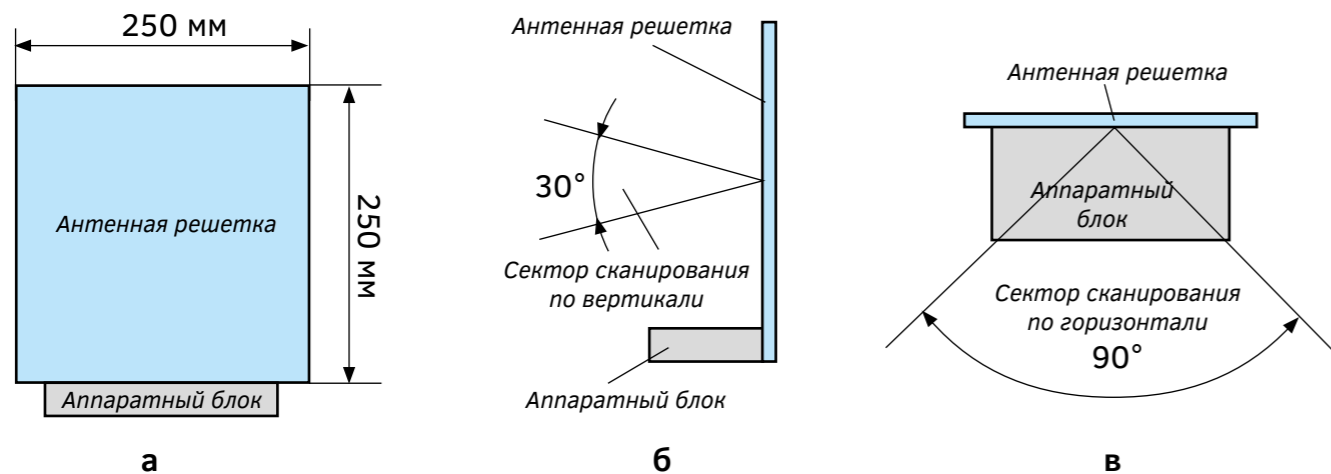 250 мм
250 мм
Антенная решетка
Аппаратный блок
а
Антенная решетка
30°
Сектор сканирования
по вертикали
Аппаратный блок
б
Антенная решетка
Аппаратный
блок
Сектор сканирования
по горизонтали
90°
в